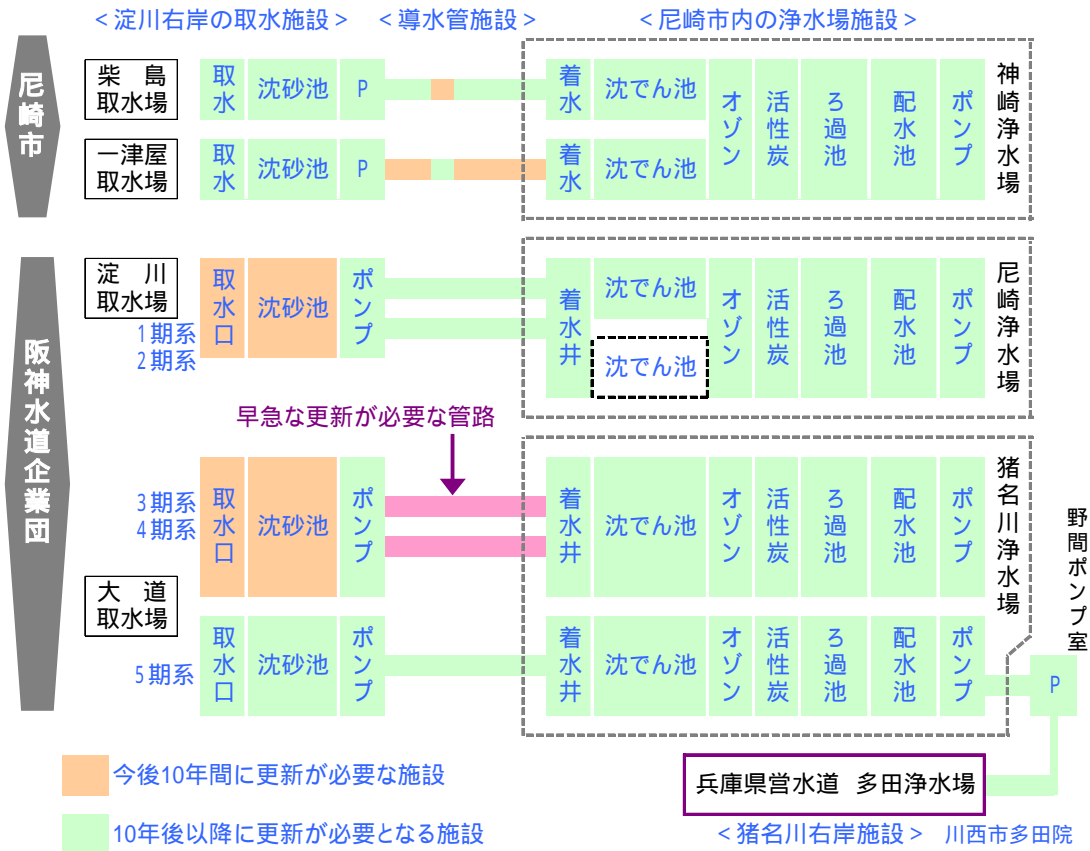 <淀川右岸の取水施設>
<導水管施設>
<尼崎市内の浄水場施設>
尼崎市
柴 島
取水場
取水
沈砂池
P
着水
沈でん池
一津屋
取水場
取水
沈砂池
P
着水
沈でん池
オゾン
活性炭
ろ過池
配水池
ポンプ
神崎浄水場
阪神水道企業団
淀 川
取水場
1期系
2期系
取水口
沈砂池
ポンプ
着水井
沈でん池
沈でん池
オゾン
活性炭
ろ過池
配水池
ポンプ
尼崎浄水場
早急な更新が必要な管路
3期系
4期系
取水口
沈砂池
ポンプ
着水井
沈でん池
オゾン
活性炭
ろ過池
配水池
ポンプ
猪名川浄水場
大 道
取水場
5期系
取水口
沈砂池
ポンプ
着水井
沈でん池
オゾン
活性炭
ろ過池
配水池
ポンプ
野間ポンプ室
P
今後10年間に更新が必要な施設
10年後以降に更新が必要となる施設
兵庫県営水道 多田浄水場
<猪名川右岸施設> 川西市多田院